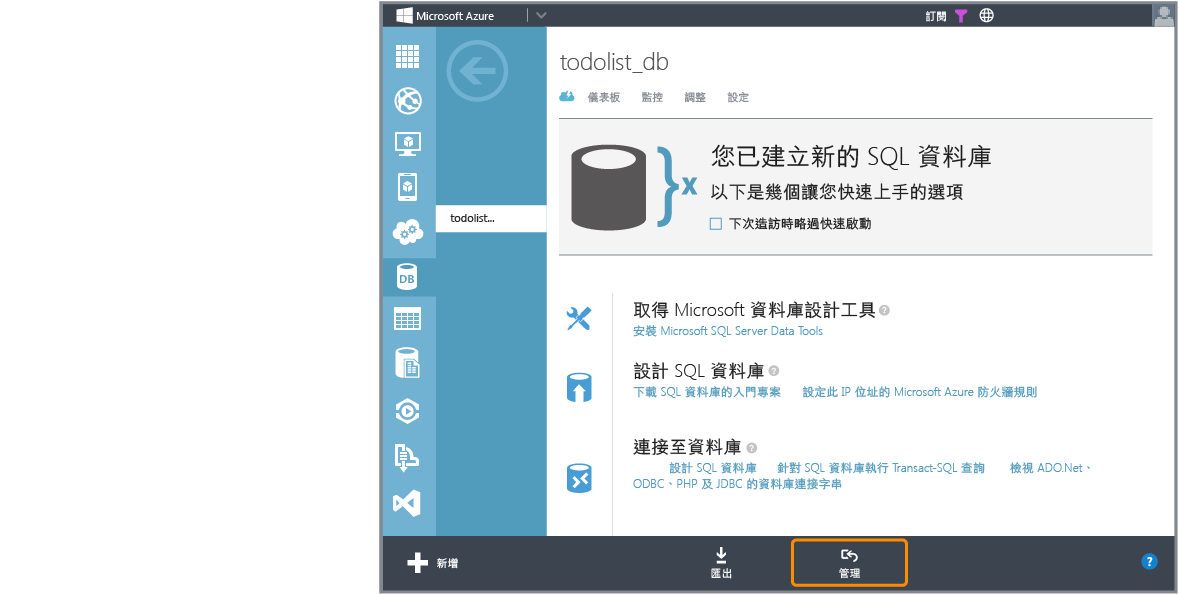 Microsoft Azure
訂閱
todolist_db
儀表板 監控 調整 設定
您已建立新的 SQL 資料庫
以下是幾個讓您快速上手的選項
X
下次造訪時略過快速啟動
todolist...
DB
取得 Microsoft 資料庫設計工具 ?
安裝 Microsoft SQL Server Data Tools
設計 SQL 資料庫 ?
下載 SQL 資料庫的入門專案 設定此 IP 位址的 Microsoft Azure 防火牆規則
連接至資料庫 ?
設計 SQL 資料庫 針對 SQL 資料庫執行 Transact-SQL 查詢 檢視 ADO.Net、
ODBC、PHP 及 JDBC 的資料庫連接字串
新增
匯出
管理
?